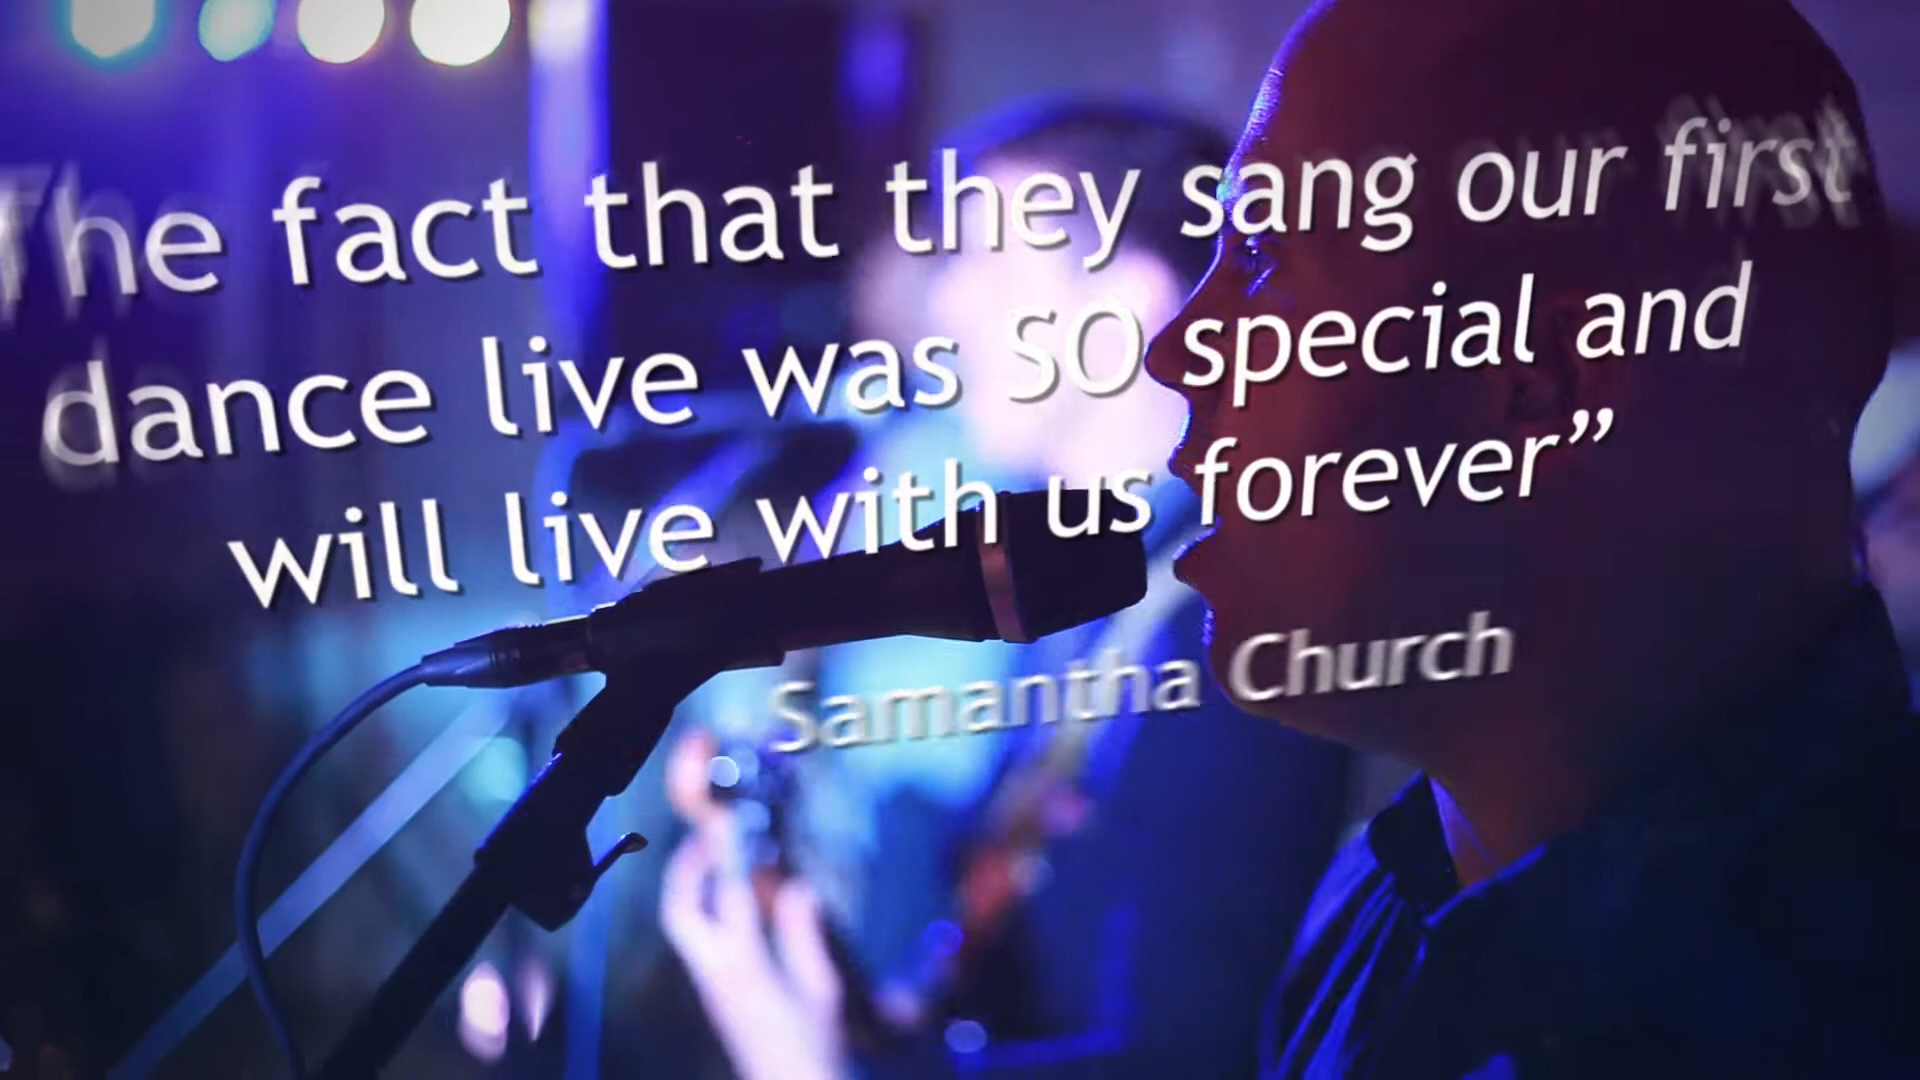 The fact that they sang our first
dance live was SO special and
will live with us forever”
Samantha Church